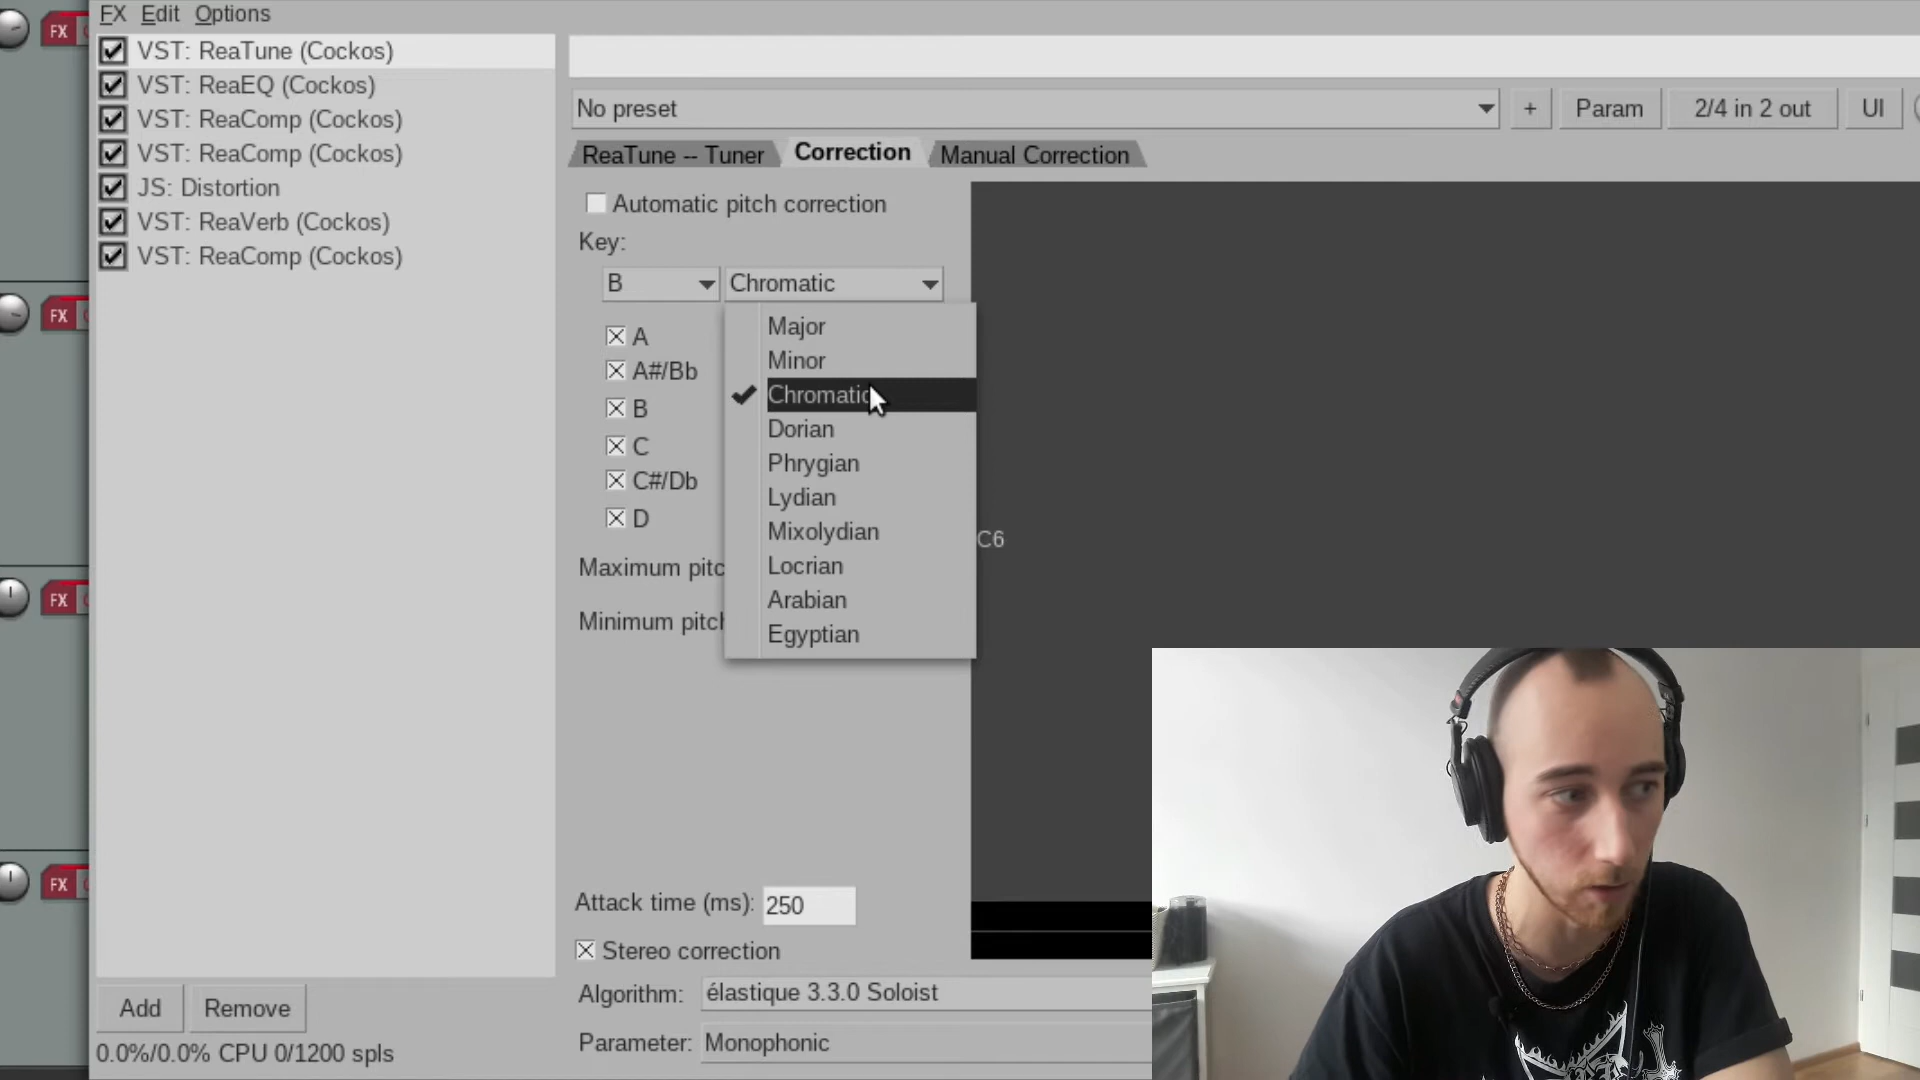 FX Edit Options
VST: ReaTune (Cockos)
VST: ReaEQ (Cockos)
VST: ReaComp (Cockos)
VST: ReaComp (Cockos)
JS: Distortion
VST: ReaVerb (Cockos)
VST: ReaComp (Cockos)
Add Remove
0.0%/0.0% CPU 0/1200 spls
No preset + Param 2/4 in 2 out UI
ReaTune -- Tuner Correction Manual Correction
Automatic pitch correction
Key:
B Chromatic
A
A#/Bb
B
C
C#/Db
D
Major
Minor
Chromatic
Dorian
Phrygian
Lydian
Mixolydian
Locrian
Arabian
Egyptian
Maximum pitc
Minimum pitch
C6
Attack time (ms): 250
Stereo correction
Algorithm: élastique 3.3.0 Soloist
Parameter: Monophonic
FX
FX
FX
FX